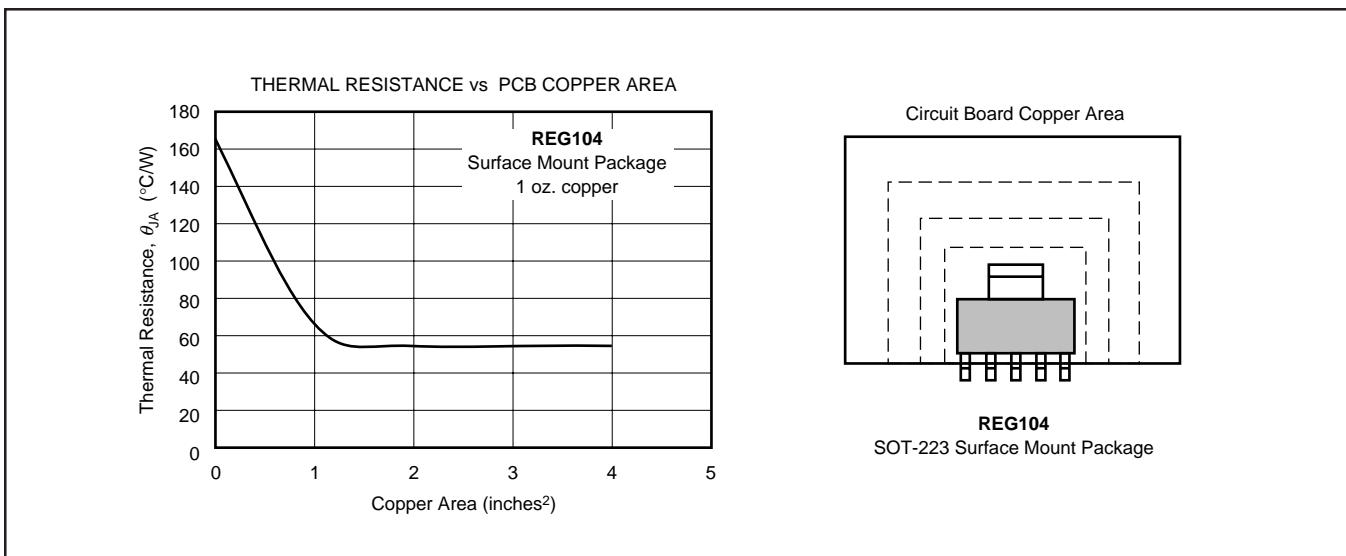 THERMAL RESISTANCE vs PCB COPPER AREA
180
160
140
120
100
80
60
40
20
0
Thermal Resistance, θJA (°C/W)
REG104
Surface Mount Package
1 oz. copper
0 1 2 3 4 5
Copper Area (inches²)
Circuit Board Copper Area
REG104
SOT-223 Surface Mount Package